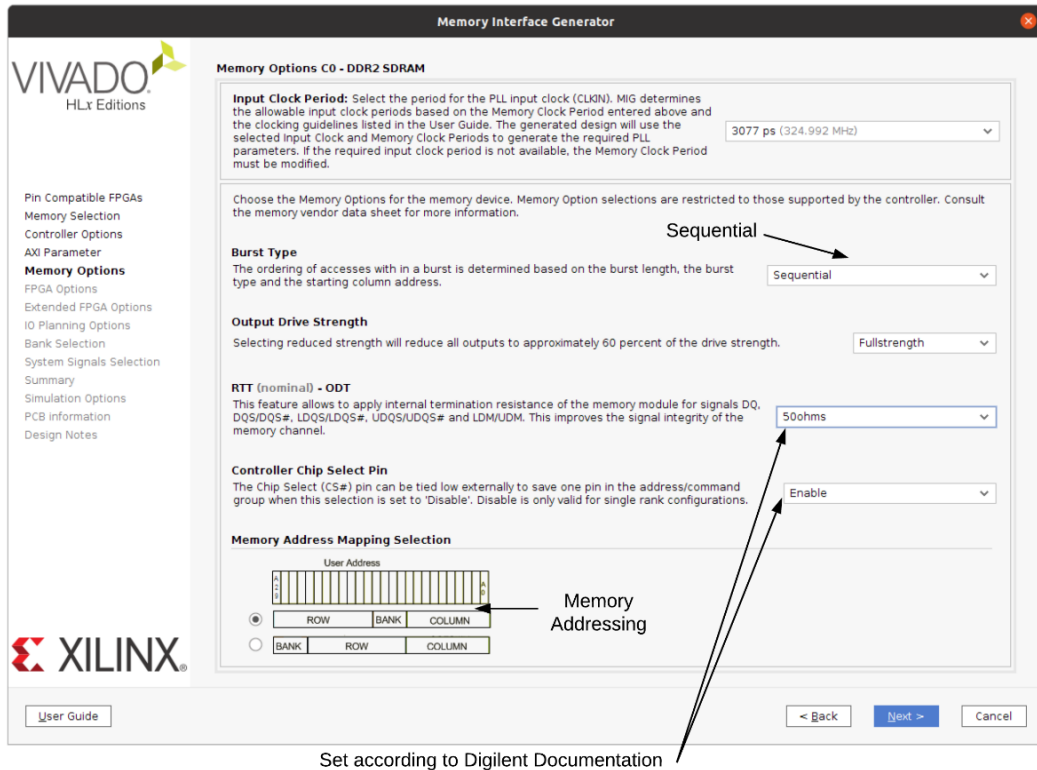 Memory Interface Generator
VIVADO.
HLx Editions
Pin Compatible FPGAs
Memory Selection
Controller Options
AXI Parameter
Memory Options
FPGA Options
Extended FPGA Options
IO Planning Options
Bank Selection
System Signals Selection
Summary
Simulation Options
PCB information
Design Notes
XILINX®
Memory Options C0 - DDR2 SDRAM
Input Clock Period: Select the period for the PLL input clock (CLKIN). MIG determines
the allowable input clock periods based on the Memory Clock Period entered above and
the clocking guidelines listed in the User Guide. The generated design will use the
selected Input Clock and Memory Clock Periods to generate the required PLL
parameters. If the required input clock period is not available, the Memory Clock Period
must be modified.
3077 ps (324.992 MHz)
Choose the Memory Options for the memory device. Memory Option selections are restricted to those supported by the controller. Consult
the memory vendor data sheet for more information.
Sequential
Burst Type
The ordering of accesses with in a burst is determined based on the burst length, the burst
type and the starting column address.
Sequential
Output Drive Strength
Selecting reduced strength will reduce all outputs to approximately 60 percent of the drive strength.
Fullstrength
RTT (nominal) - ODT
This feature allows to apply internal termination resistance of the memory module for signals DQ,
DQS/DQS#, LDQS/LDQS#, UDQS/UDQS# and LDM/UDM. This improves the signal integrity of the
memory channel.
50ohms
Controller Chip Select Pin
The Chip Select (CS#) pin can be tied low externally to save one pin in the address/command
group when this selection is set to 'Disable'. Disable is only valid for single rank configurations.
Enable
Memory Address Mapping Selection
User Address
A29
A0
ROW BANK COLUMN
BANK ROW COLUMN
Memory
Addressing
User Guide
< Back
Next >
Cancel
Set according to Digilent Documentation